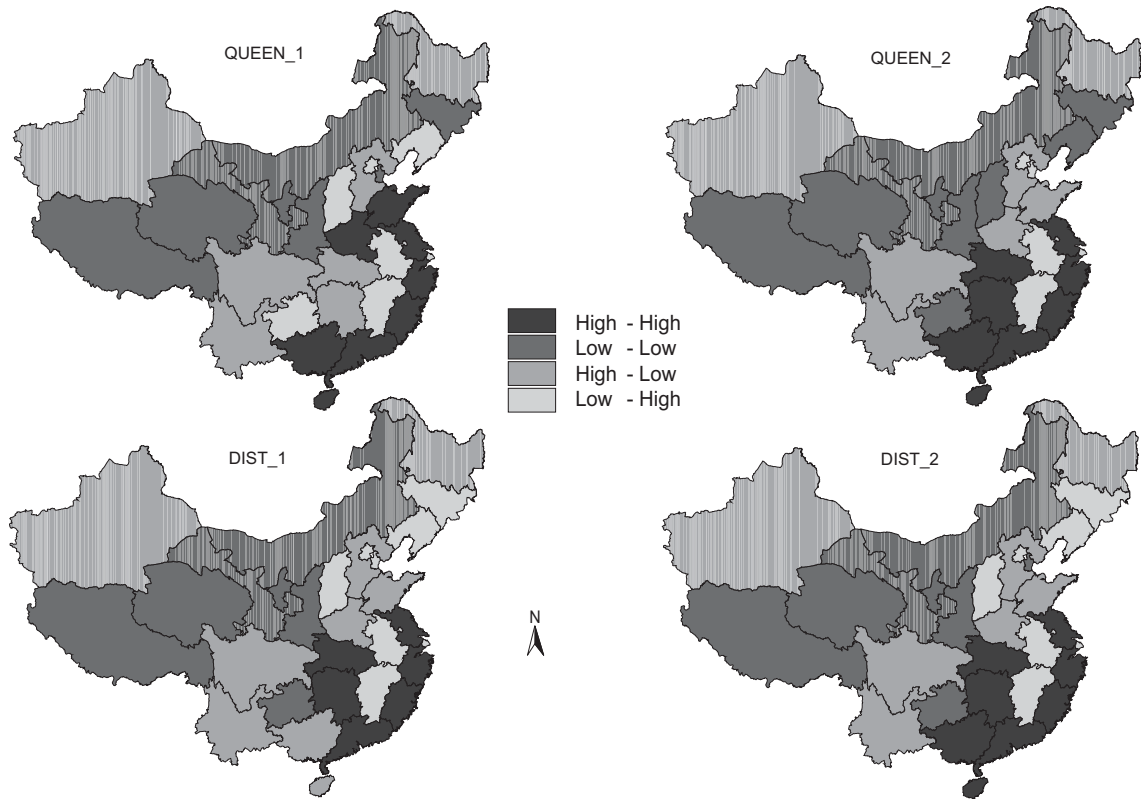 QUEEN_1
QUEEN_2
High - High
Low - Low
High - Low
Low - High
DIST_1
DIST_2
N